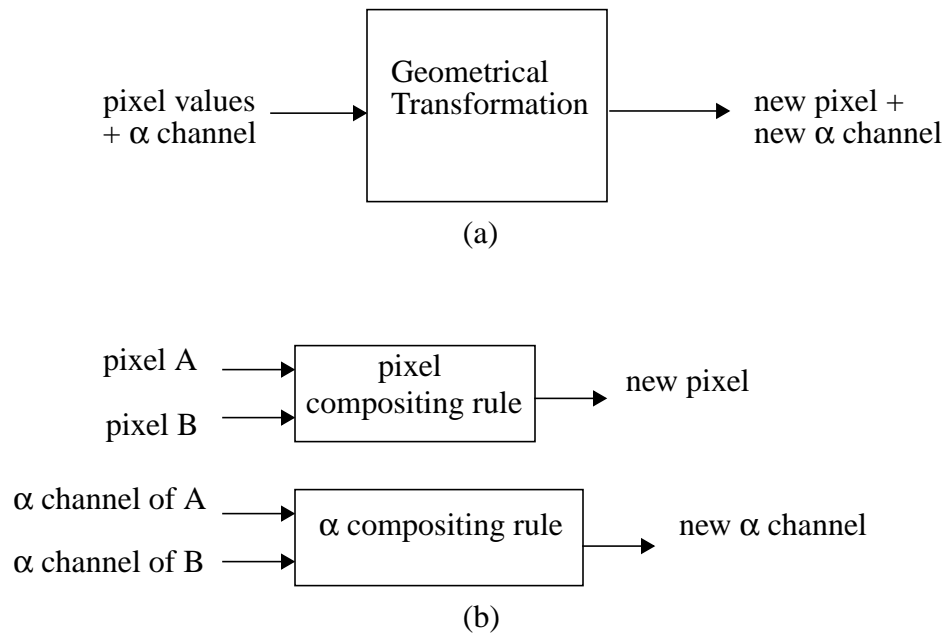 pixel values
+ α channel
Geometrical
Transformation
new pixel +
new α channel
(a)
pixel A
pixel B
pixel
compositing rule
new pixel
α channel of A
α channel of B
α compositing rule
new α channel
(b)